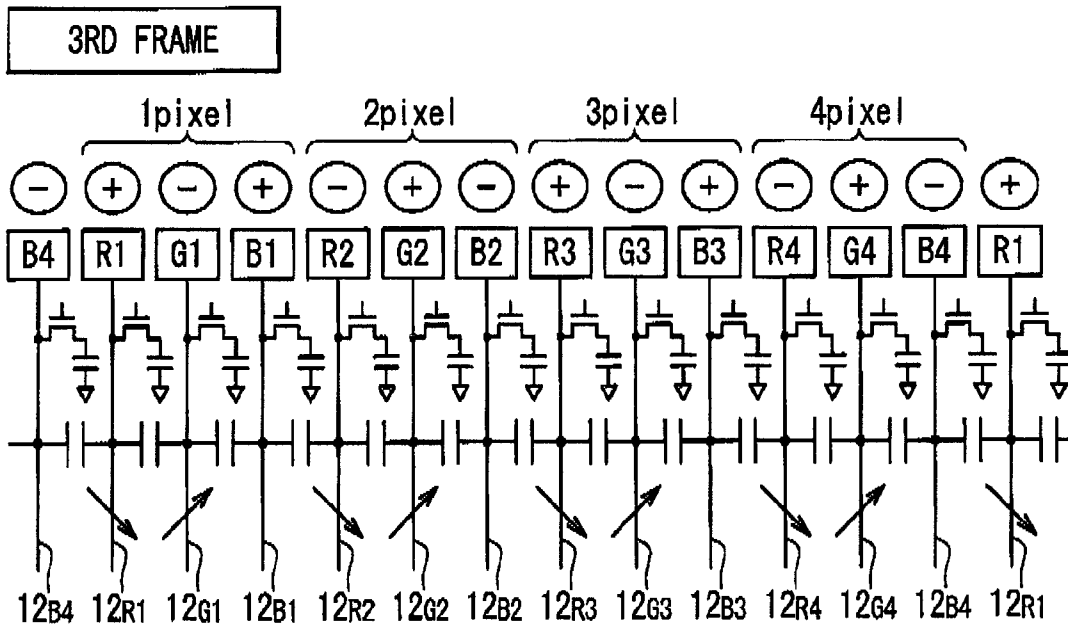 3RD FRAME
1pixel 2pixel 3pixel 4pixel
− + − + − + − + − + − + − +
B4 R1 G1 B1 R2 G2 B2 R3 G3 B3 R4 G4 B4 R1
12B4 12R1 12G1 12B1 12R2 12G2 12B2 12R3 12G3 12B3 12R4 12G4 12B4 12R1